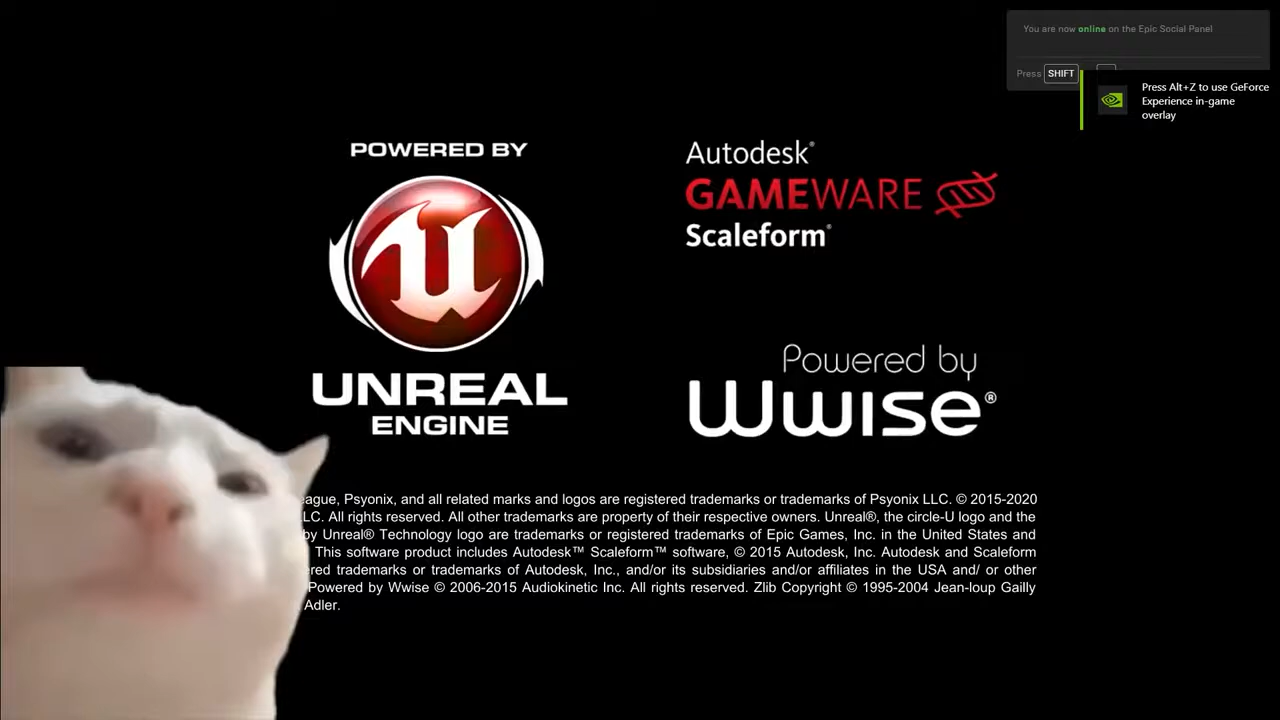 You are now online on the Epic Social Panel
Press SHIFT
Press Alt+Z to use GeForce
Experience in-game
overlay
POWERED BY
UNREAL
ENGINE
Autodesk®
GAMEWARE
Scaleform®
Powered by
Wwise®
eague, Psyonix, and all related marks and logos are registered trademarks or trademarks of Psyonix LLC. © 2015-2020
LC. All rights reserved. All other trademarks are property of their respective owners. Unreal®, the circle-U logo and the
by Unreal® Technology logo are trademarks or registered trademarks of Epic Games, Inc. in the United States and
This software product includes Autodesk™ Scaleform™ software, © 2015 Autodesk, Inc. Autodesk and Scaleform
ered trademarks or trademarks of Autodesk, Inc., and/or its subsidiaries and/or affiliates in the USA and/ or other
Powered by Wwise © 2006-2015 Audiokinetic Inc. All rights reserved. Zlib Copyright © 1995-2004 Jean-loup Gailly
Adler.